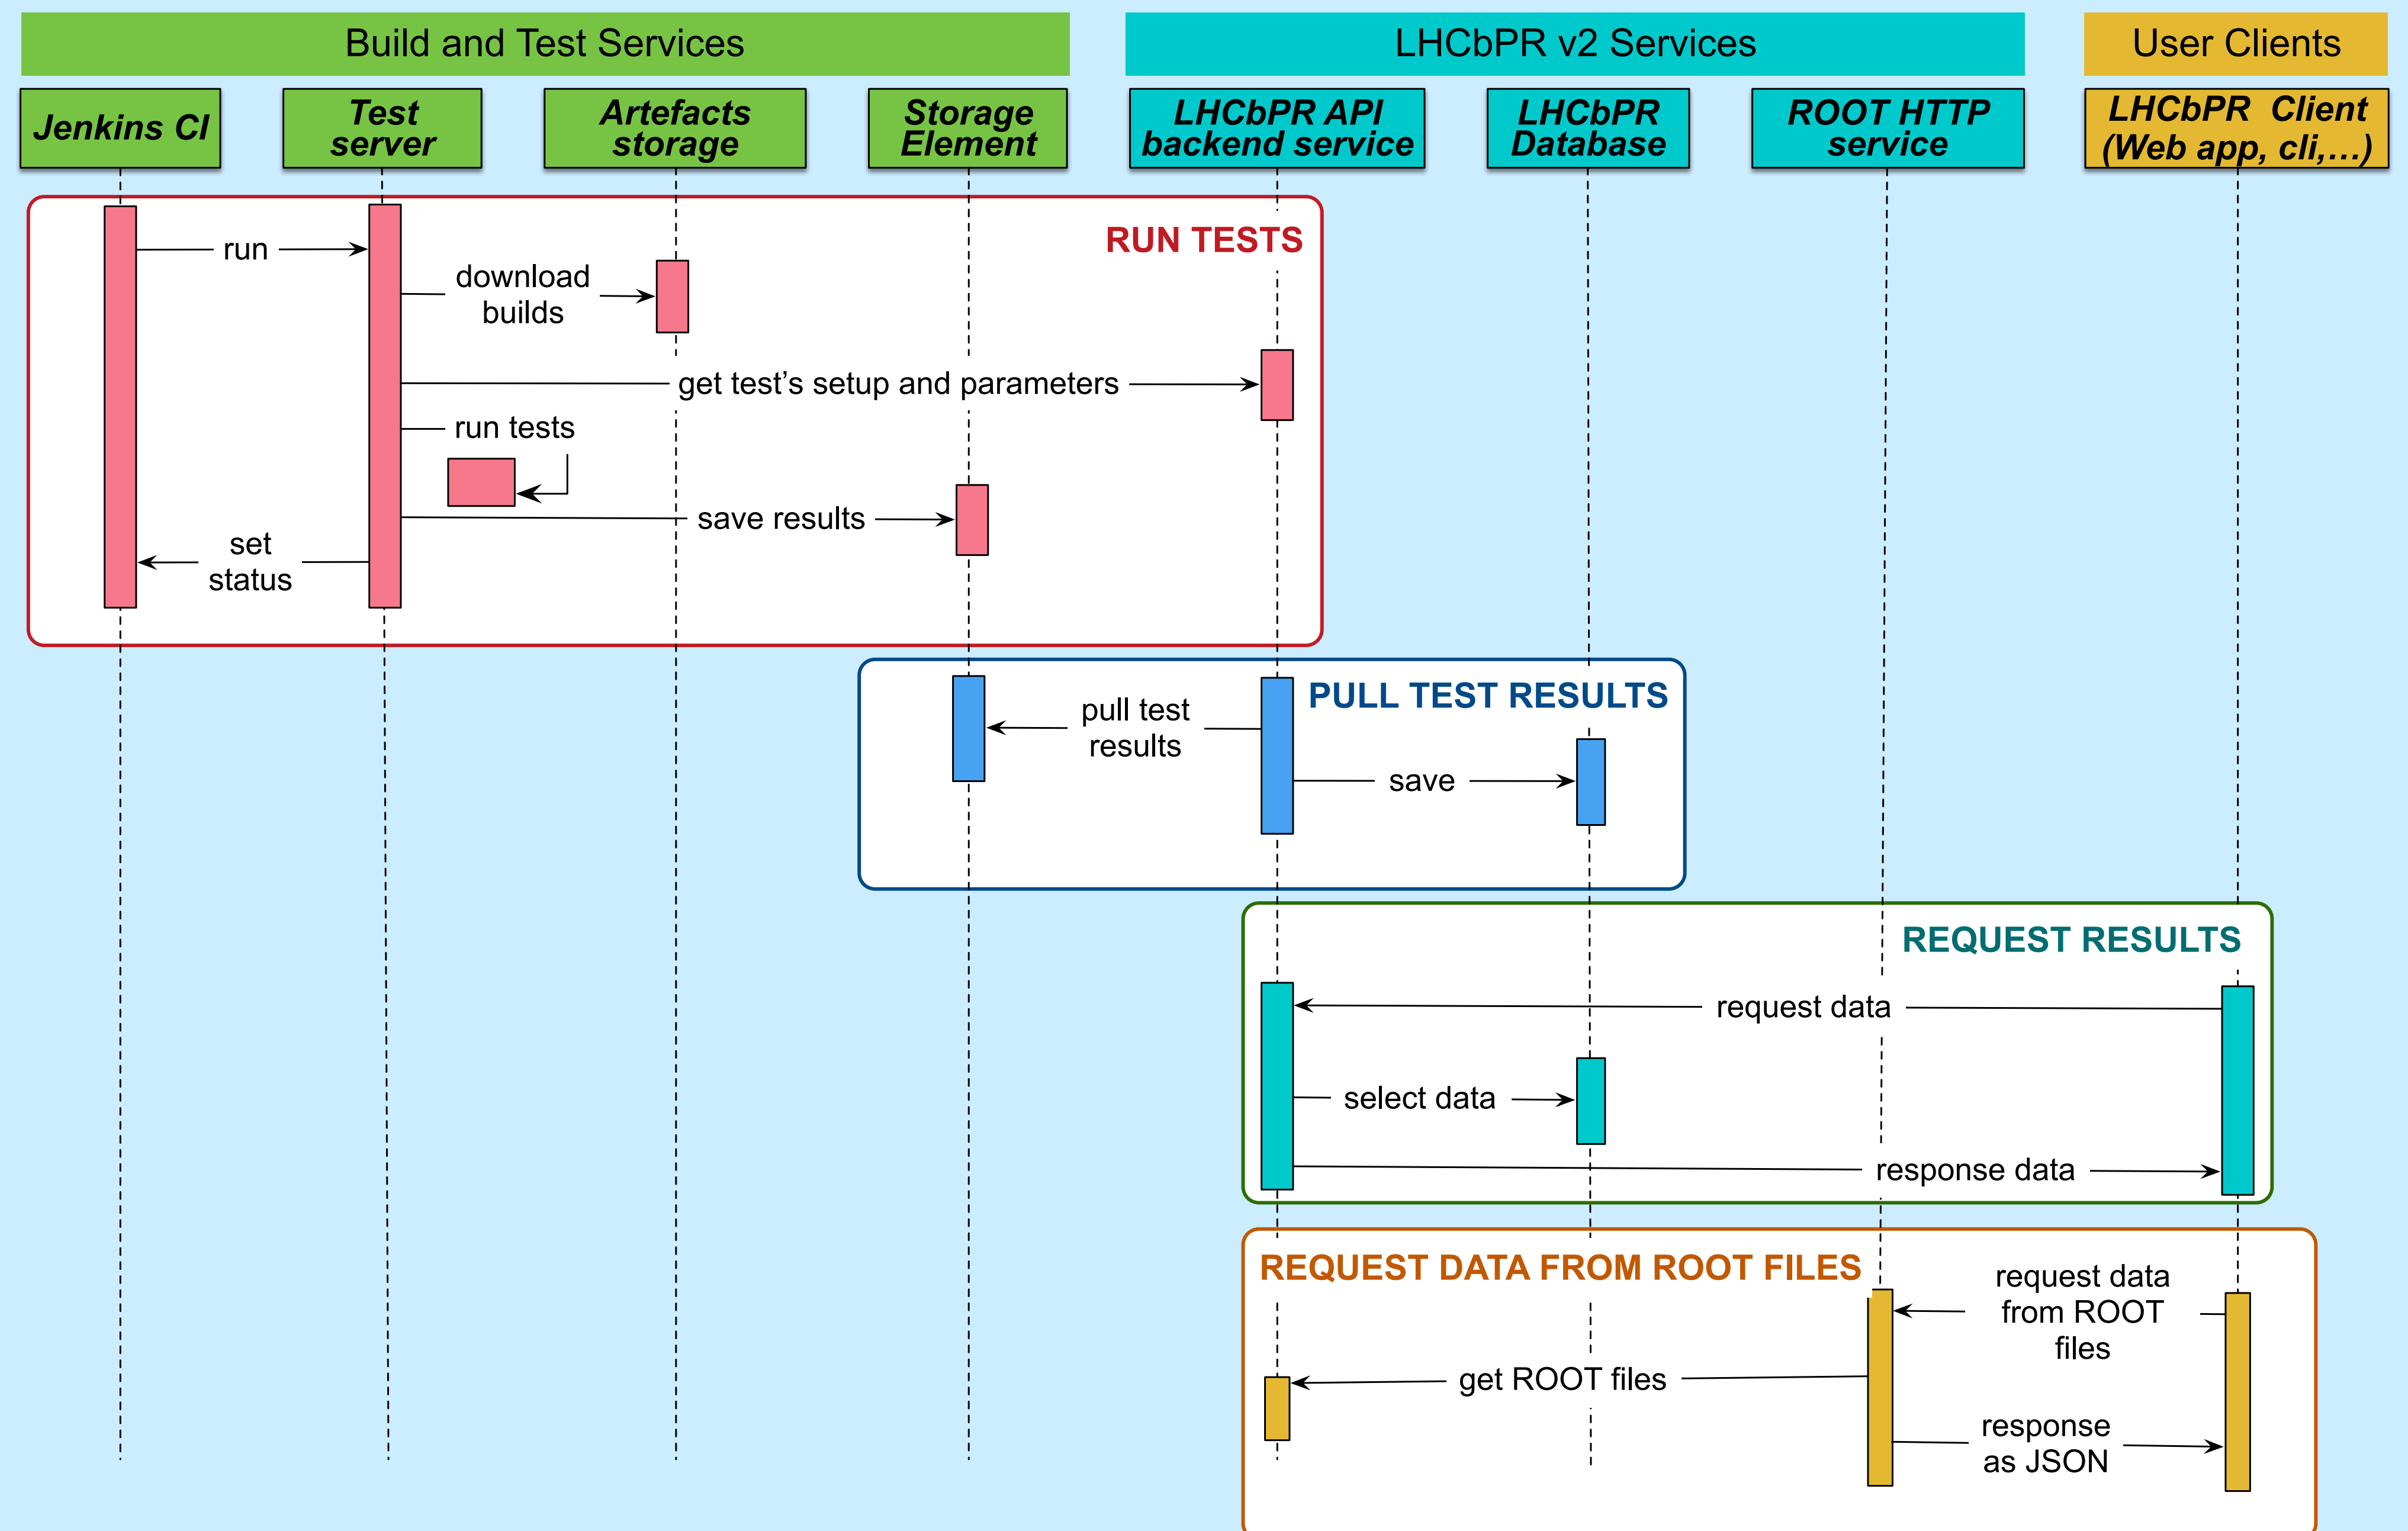 Build and Test Services
LHCbPR v2 Services
User Clients
Jenkins CI
Test
server
Artefacts
storage
Storage
Element
LHCbPR API
backend service
LHCbPR
Database
ROOT HTTP
service
LHCbPR Client
(Web app, cli,...)
RUN TESTS
run
download
builds
get test’s setup and parameters
run tests
save results
set
status
PULL TEST RESULTS
pull test
results
save
REQUEST RESULTS
request data
select data
response data
REQUEST DATA FROM ROOT FILES
request data
from ROOT
files
get ROOT files
response
as JSON